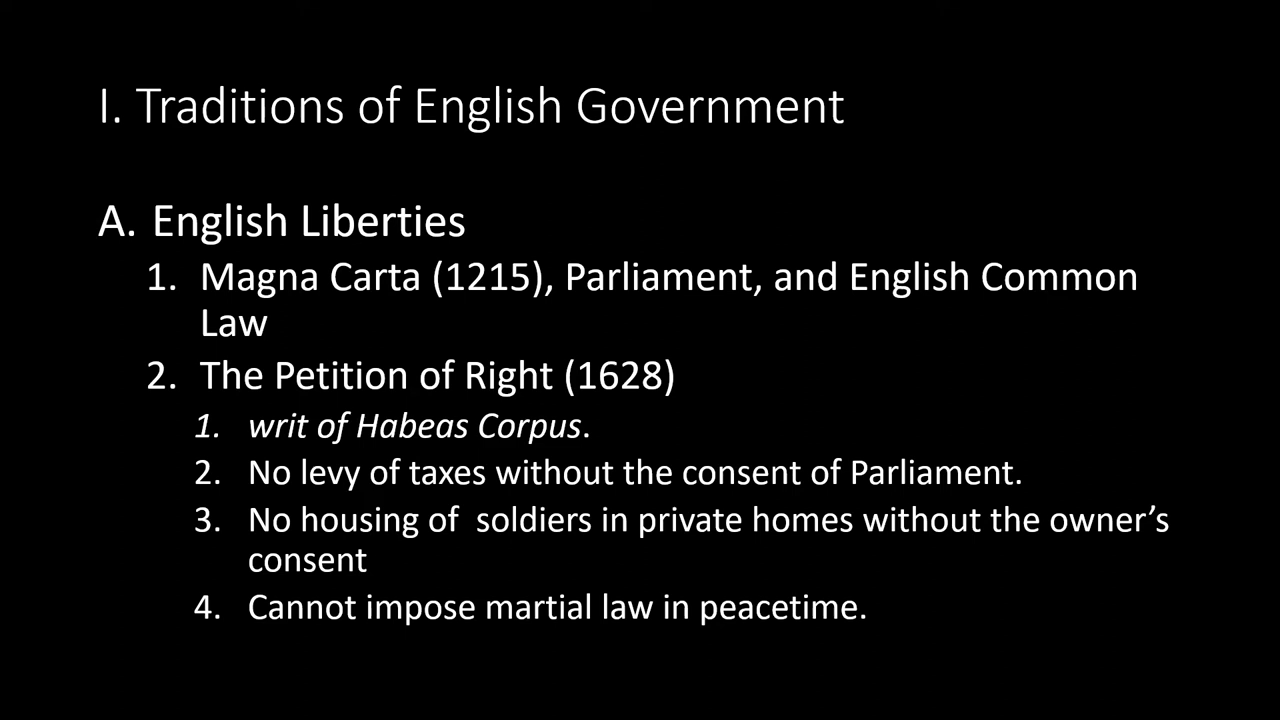 I. Traditions of English Government
A. English Liberties
1. Magna Carta (1215), Parliament, and English Common
Law
2. The Petition of Right (1628)
1. writ of Habeas Corpus.
2. No levy of taxes without the consent of Parliament.
3. No housing of  soldiers in private homes without the owner’s
consent
4. Cannot impose martial law in peacetime.